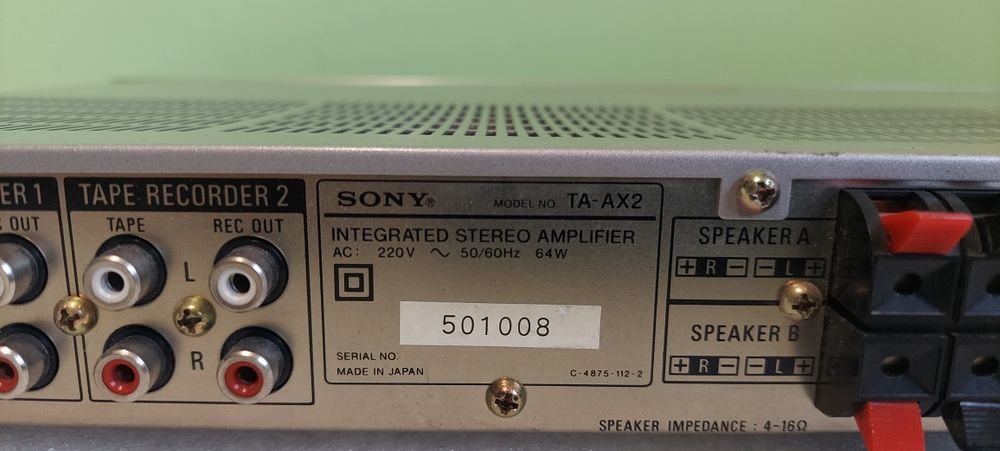 ER 1
C OUT
TAPE RECORDER 2
TAPE REC OUT
L
R
SONY® MODEL NO. TA-AX2
INTEGRATED STEREO AMPLIFIER
AC: 220V ~ 50/60Hz 64W
501008
SERIAL NO.
MADE IN JAPAN C-4875-112-2
SPEAKER A
+ R − − L +
SPEAKER B
+ R − − L +
SPEAKER IMPEDANCE : 4-16Ω